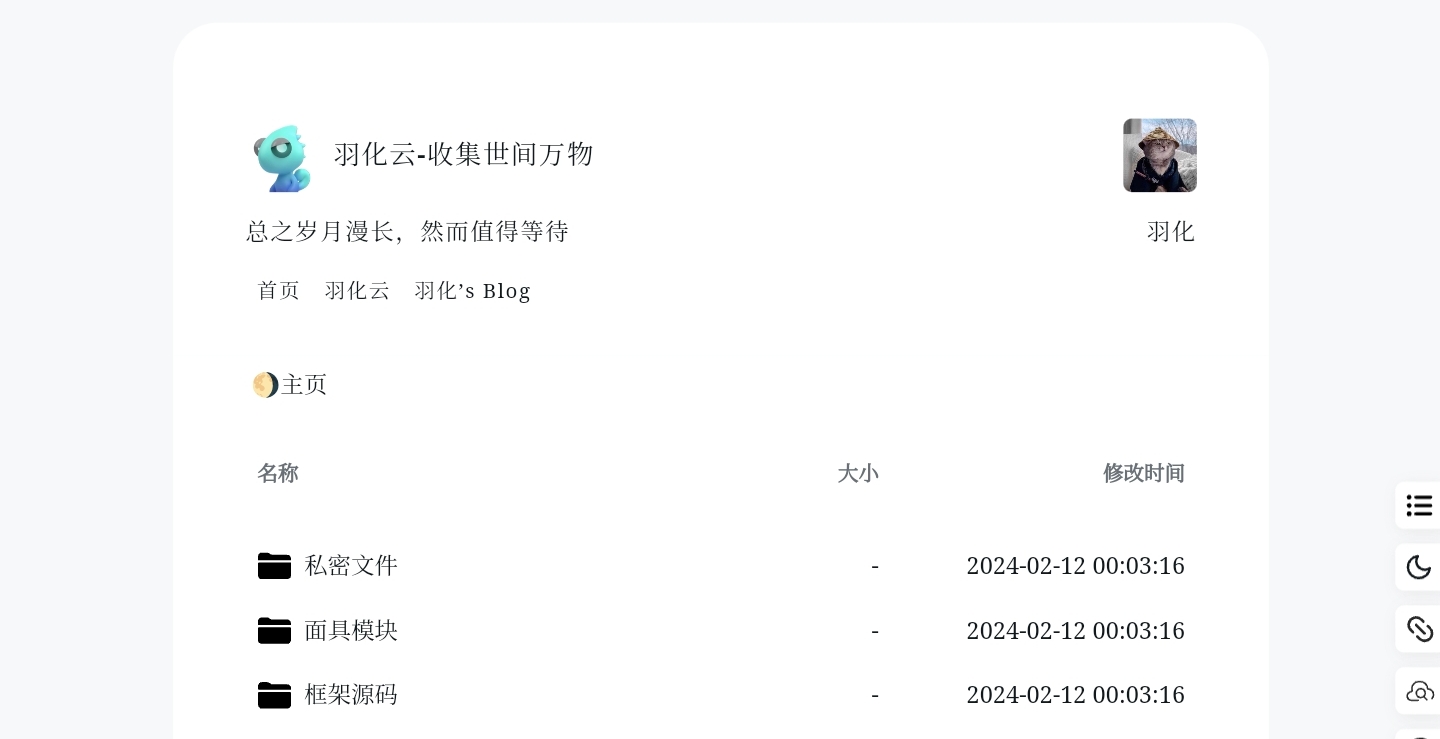 羽化云-收集世间万物
总之岁月漫长，然而值得等待
羽化
首页 羽化云 羽化’s Blog
🌖主页
名称 大小 修改时间
私密文件 - 2024-02-12 00:03:16
面具模块 - 2024-02-12 00:03:16
框架源码 - 2024-02-12 00:03:16